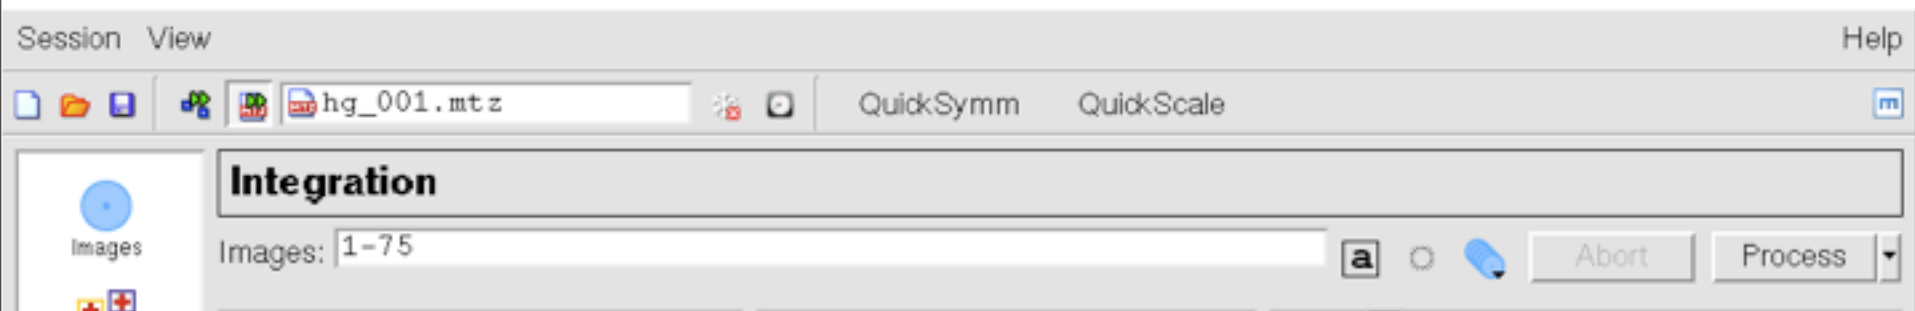 Session View Help
hg_001.mtz QuickSymm QuickScale m
Integration
Images
Images: 1-75 a Abort Process